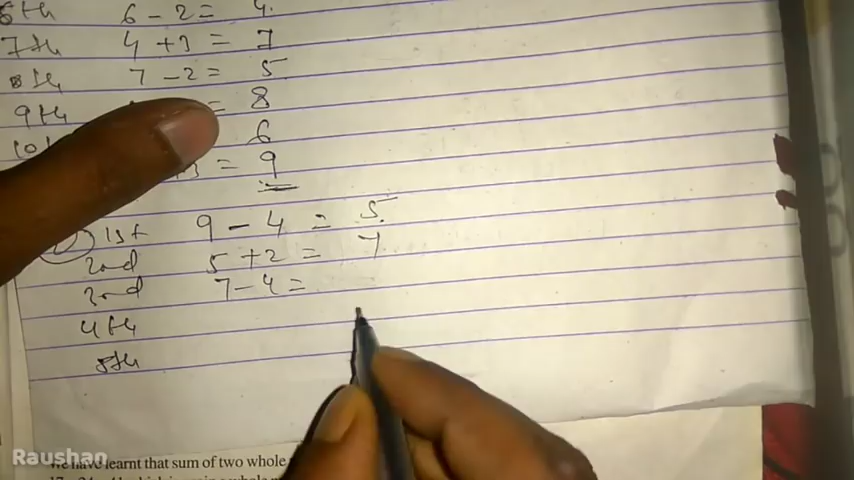 6th 6 - 2 = 4.
7th 4 + 3 = 7
8th 7 - 2 = 5
9th = 8
10th 6
+3 = 9
1st 9 - 4 = 5.
2nd 5 + 2 = 7
3rd 7 - 4 =
4th
5th
Raushan
We have learnt that sum of two whole